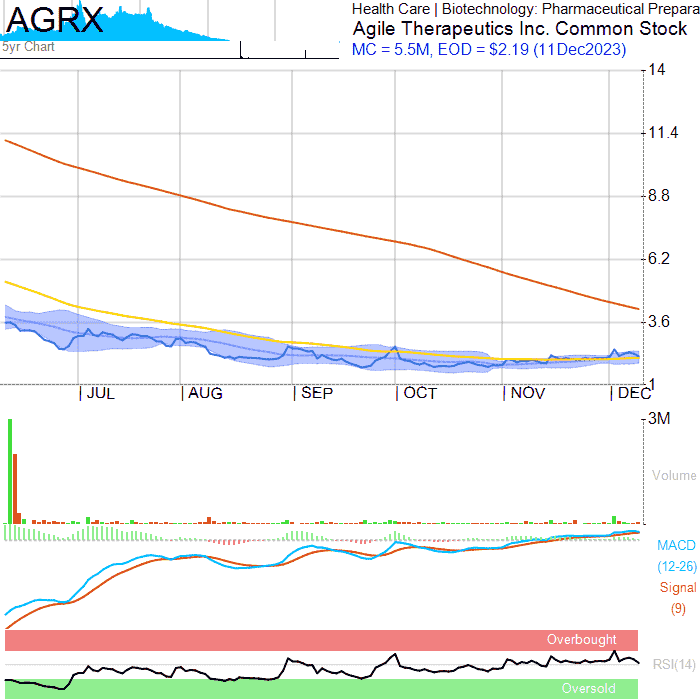 AGRX
Health Care | Biotechnology: Pharmaceutical Prepara
Agile Therapeutics Inc. Common Stock
5yr Chart
MC = 5.5M, EOD = $2.19 (11Dec2023)
14
11.4
8.8
6.2
3.6
1
JUL
AUG
SEP
OCT
NOV
DEC
3M
Volume
MACD
(12-26)
Signal
(9)
Overbought
RSI(14)
Oversold